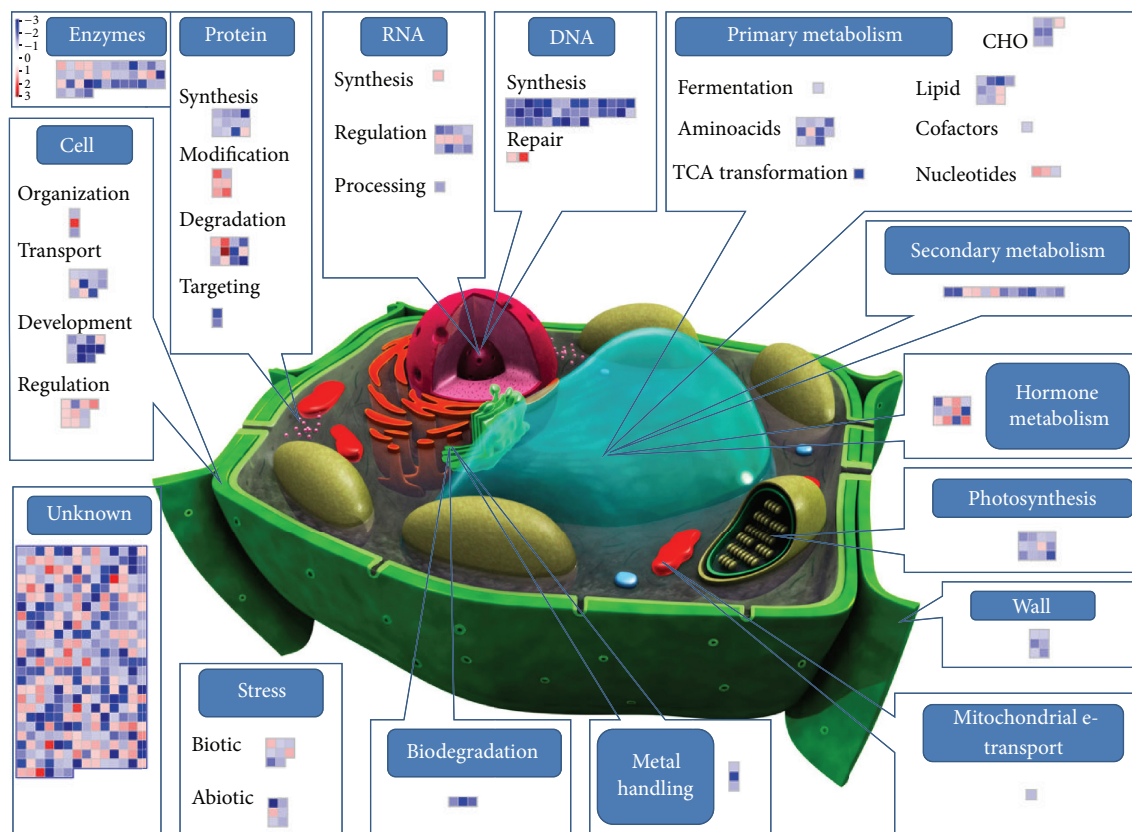 −3
−2
−1
0
1
2
3
Enzymes
Protein
Synthesis
Modification
Degradation
Targeting
RNA
Synthesis
Regulation
Processing
DNA
Synthesis
Repair
Primary metabolism
CHO
Fermentation
Lipid
Aminoacids
Cofactors
TCA transformation
Nucleotides
Cell
Organization
Transport
Development
Regulation
Secondary metabolism
Hormone
metabolism
Photosynthesis
Wall
Mitochondrial e-
transport
Unknown
Stress
Biotic
Abiotic
Biodegradation
Metal
handling